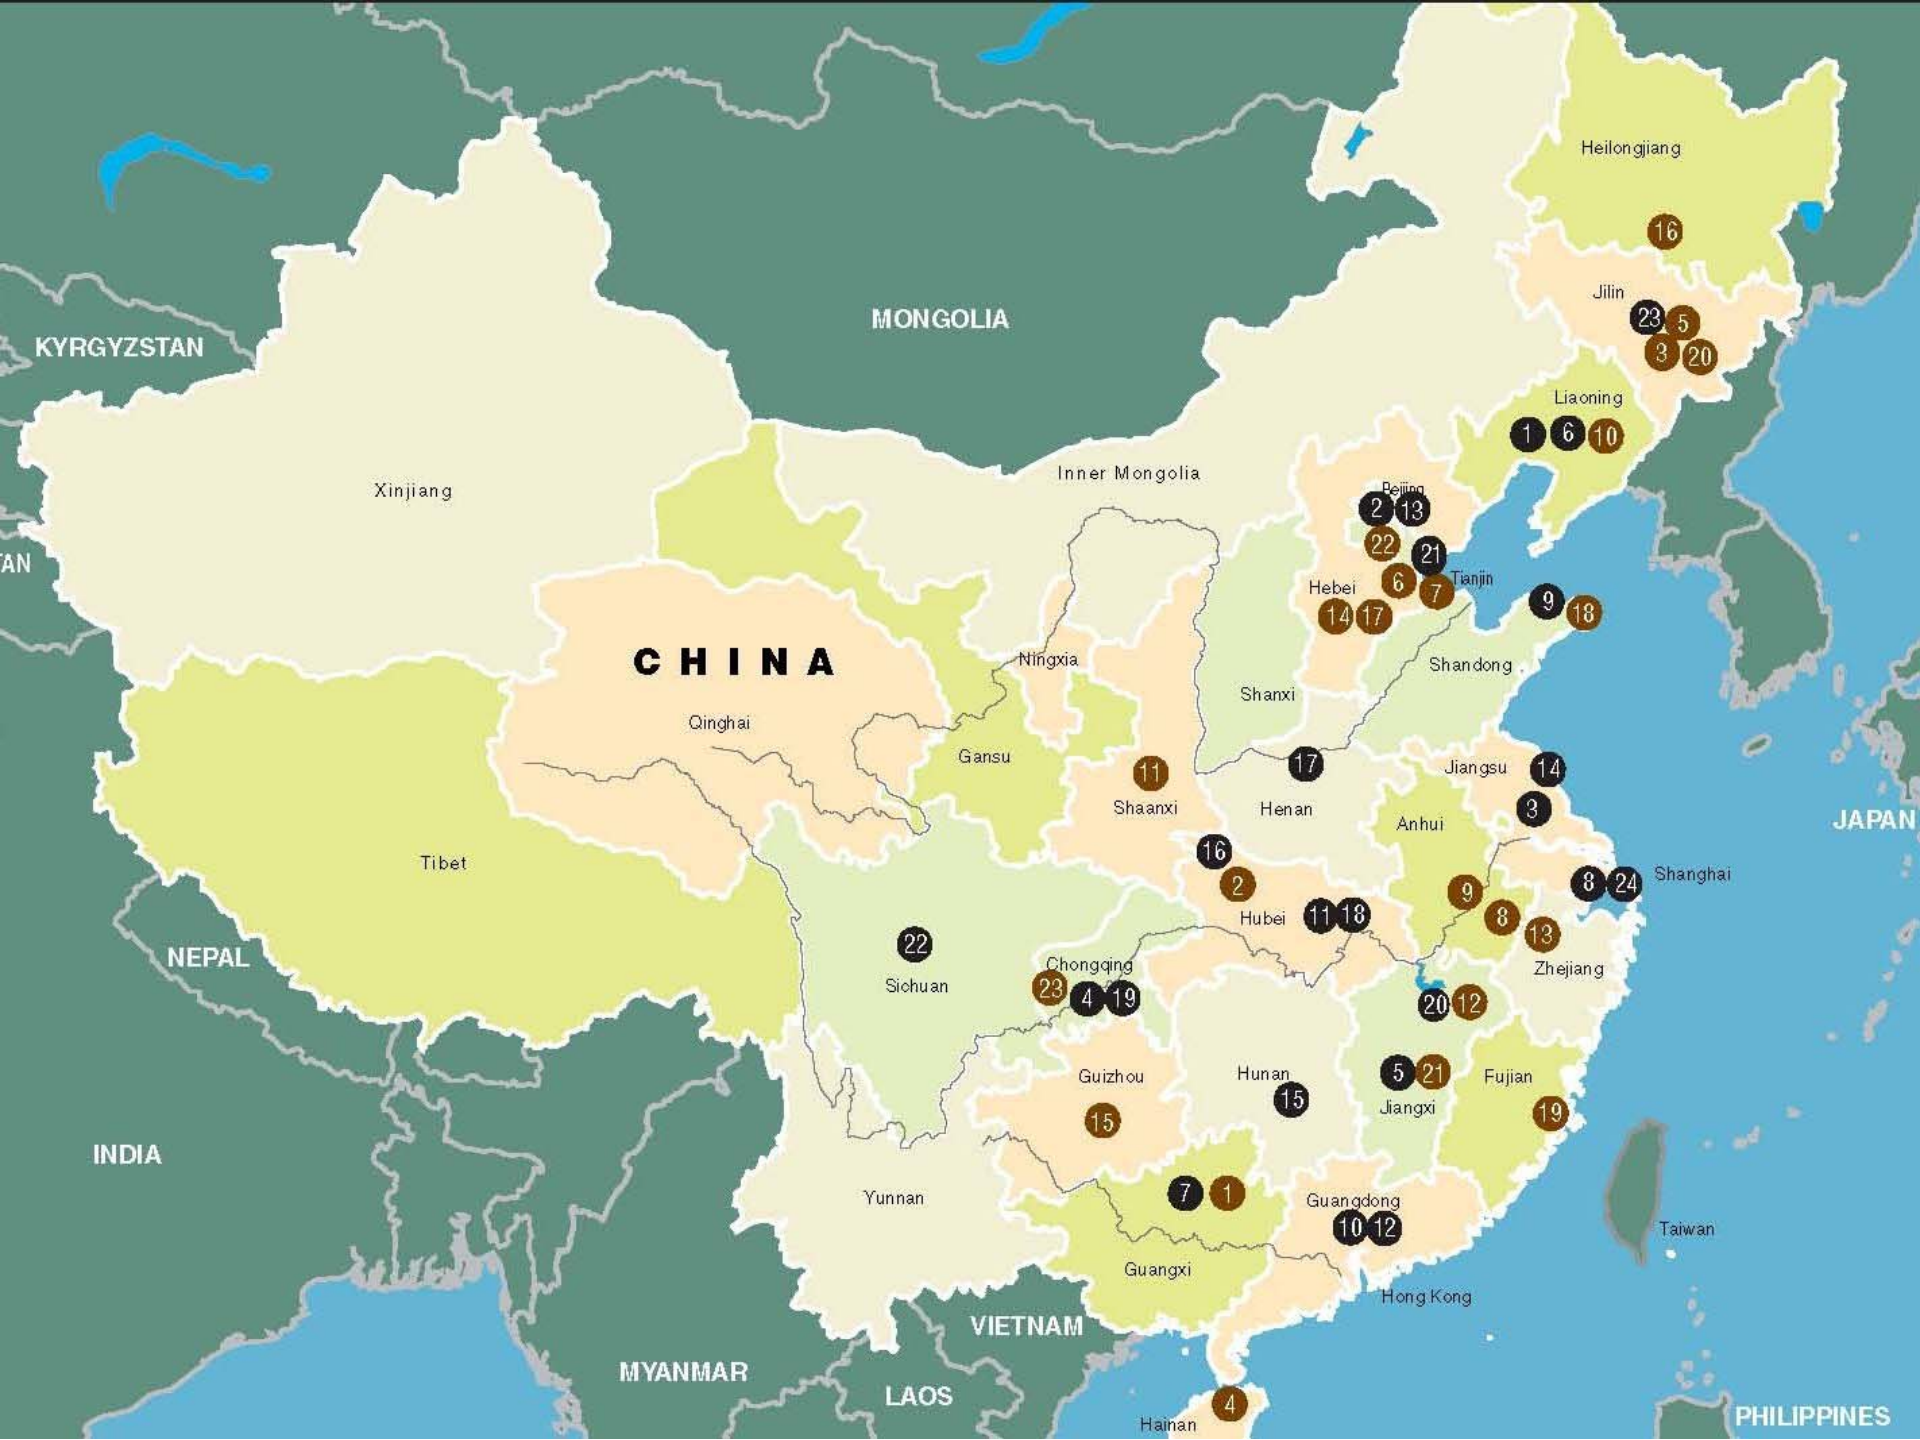 Heilongjiang
16
Jilin
23 5
3 20
MONGOLIA
KYRGYZSTAN
Liaoning
1 6 10
Inner Mongolia
Xinjiang
Beijing
2 13
22 21
TAN
6 7 Tianjin
Hebei
14 17
9 18
CHINA
Ningxia
Shandong
Shanxi
Qinghai
Gansu
11
Shaanxi
17
Henan
Jiangsu 14
3
JAPAN
Anhui
Tibet
16
2
Hubei 11 18
8 24 Shanghai
9
8
13
Zhejiang
NEPAL
22
Sichuan
Chongqing
23 4 19
20 12
Guizhou
15
Hunan
15
5 21
Jiangxi
Fujian
19
INDIA
Yunnan
7 1
Guangxi
Guangdong
10 12
Taiwan
Hong Kong
VIETNAM
MYANMAR
LAOS
4
Hainan
PHILIPPINES